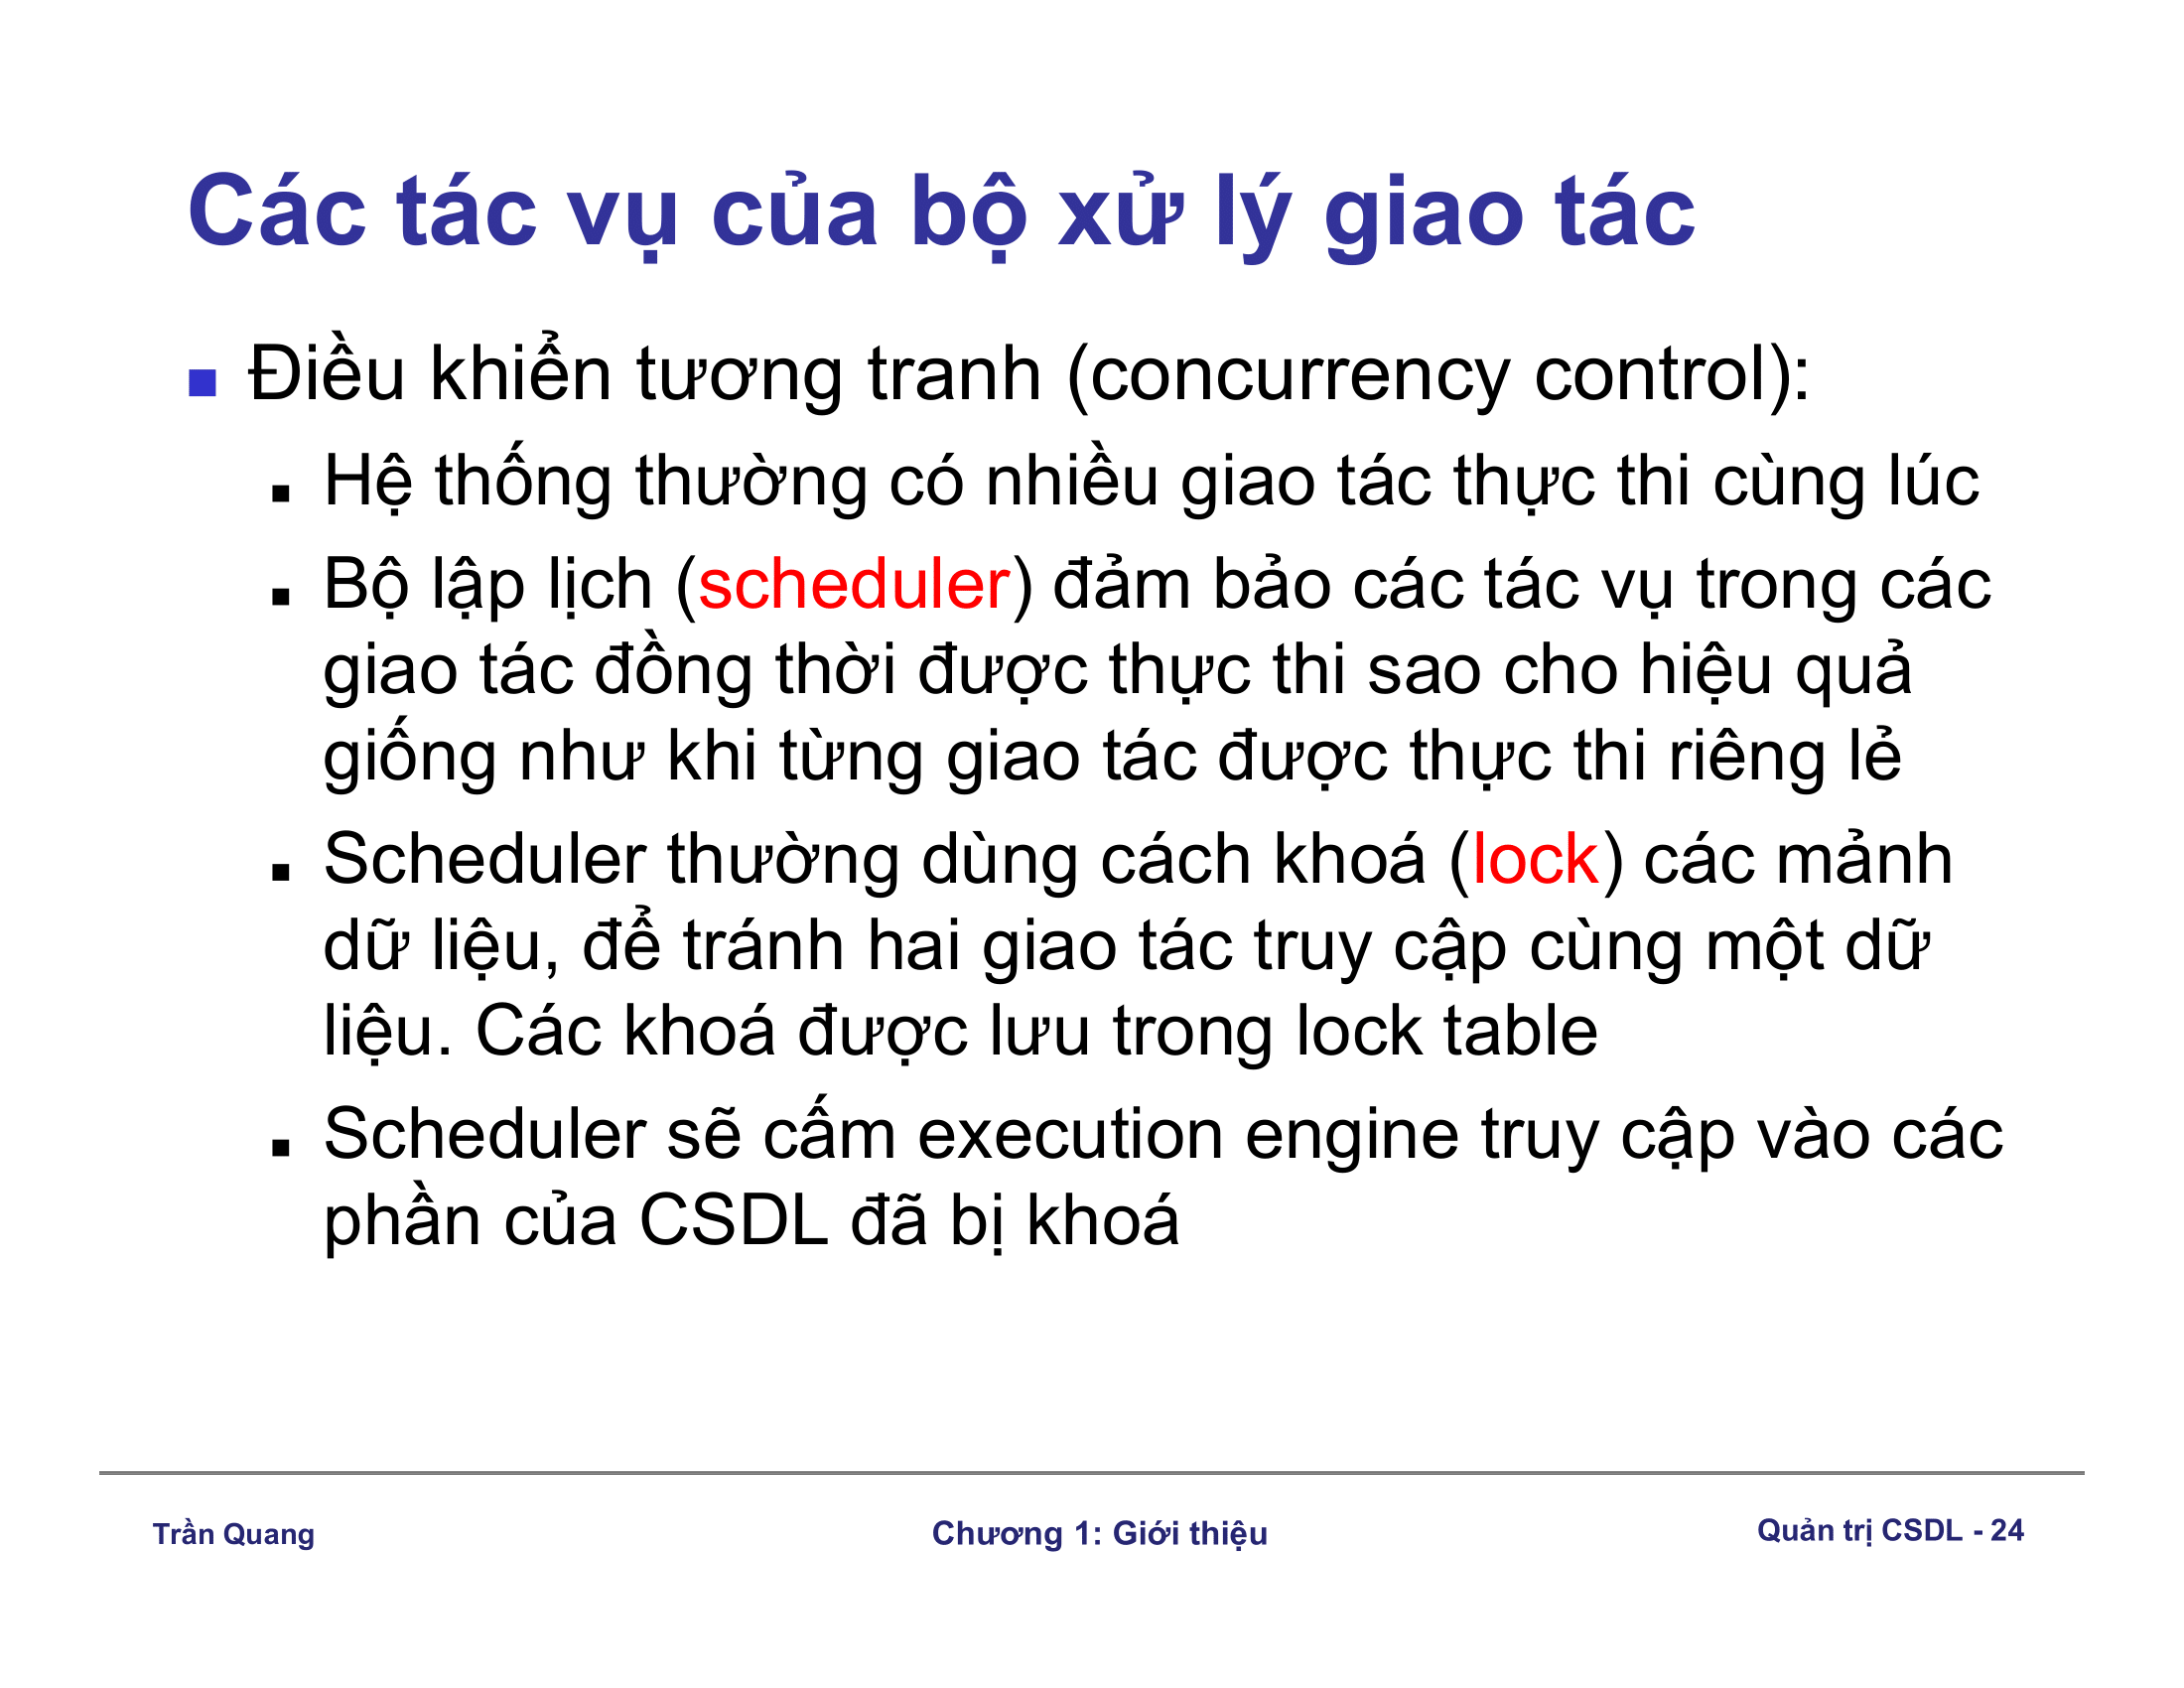 Các tác vụ của bộ xử lý giao tác
Điều khiển tương tranh (concurrency control):
Hệ thống thường có nhiều giao tác thực thi cùng lúc
Bộ lập lịch (scheduler) đảm bảo các tác vụ trong các
giao tác đồng thời được thực thi sao cho hiệu quả
giống như khi từng giao tác được thực thi riêng lẻ
Scheduler thường dùng cách khoá (lock) các mảnh
dữ liệu, để tránh hai giao tác truy cập cùng một dữ
liệu. Các khoá được lưu trong lock table
Scheduler sẽ cấm execution engine truy cập vào các
phần của CSDL đã bị khoá
Trần Quang
Chương 1: Giới thiệu
Quản trị CSDL - 24